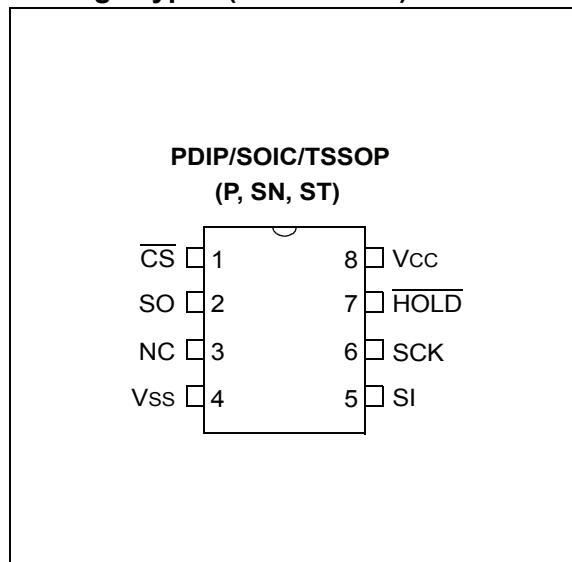 PDIP/SOIC/TSSOP
(P, SN, ST)
CS 1 8 VCC
SO 2 7 HOLD
NC 3 6 SCK
VSS 4 5 SI